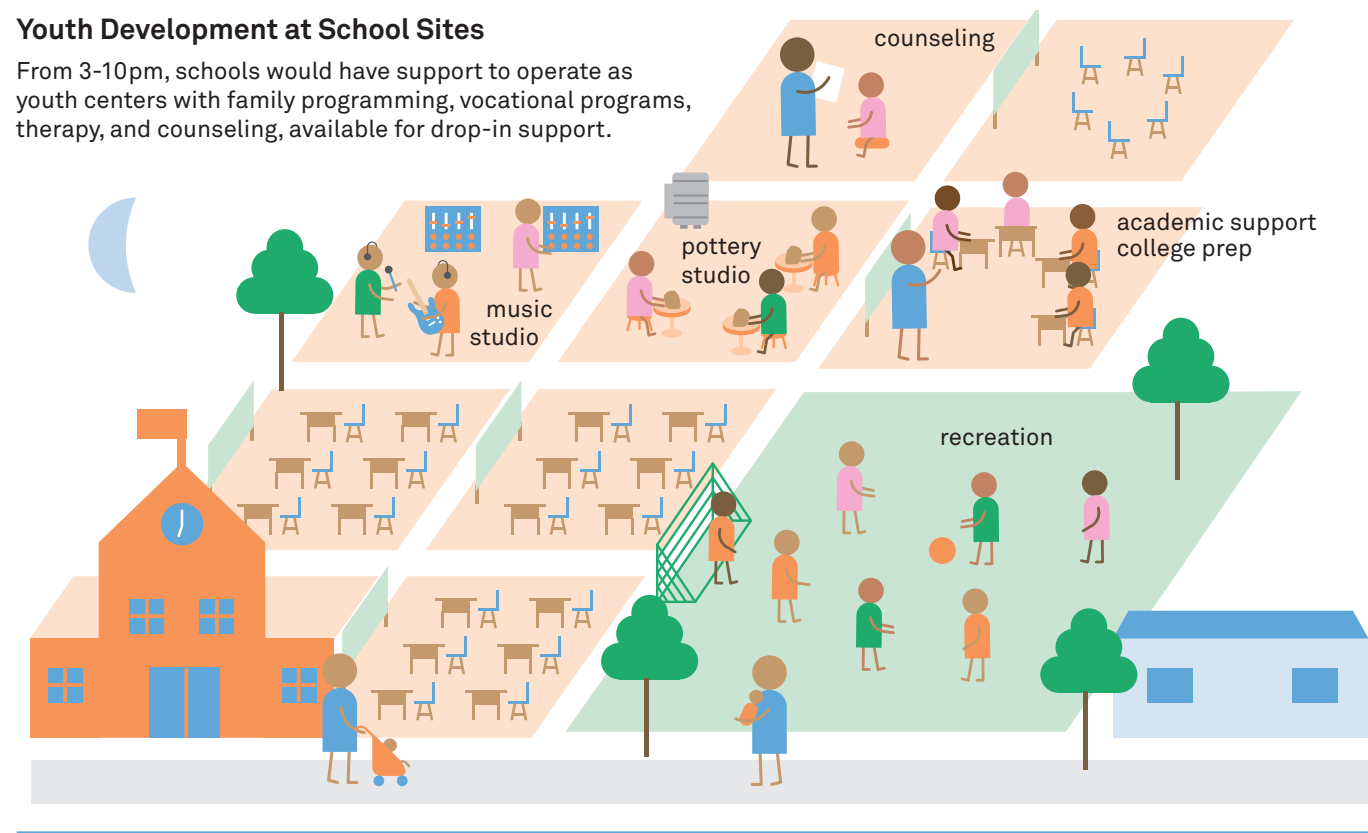 Youth Development at School Sites
From 3-10pm, schools would have support to operate as
youth centers with family programming, vocational programs,
therapy, and counseling, available for drop-in support.
counseling
academic support
college prep
pottery
studio
music
studio
recreation